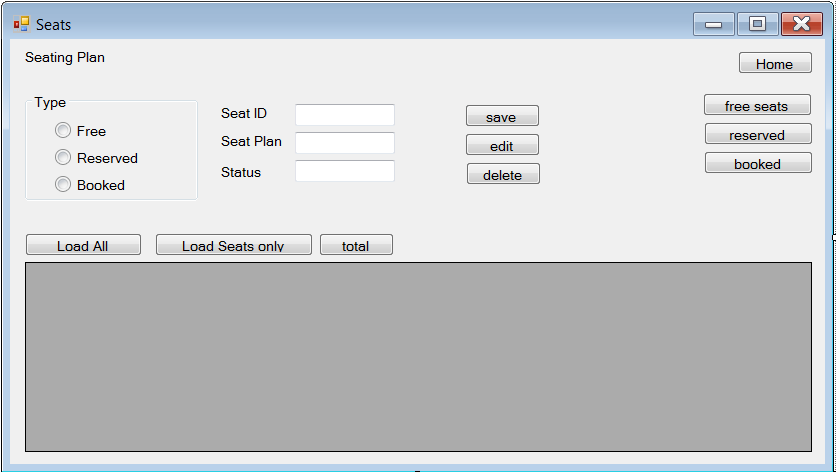 Seats
Seating Plan
Home
Type
Free
Reserved
Booked
Seat ID
Seat Plan
Status
save
edit
delete
free seats
reserved
booked
Load All
Load Seats only
total